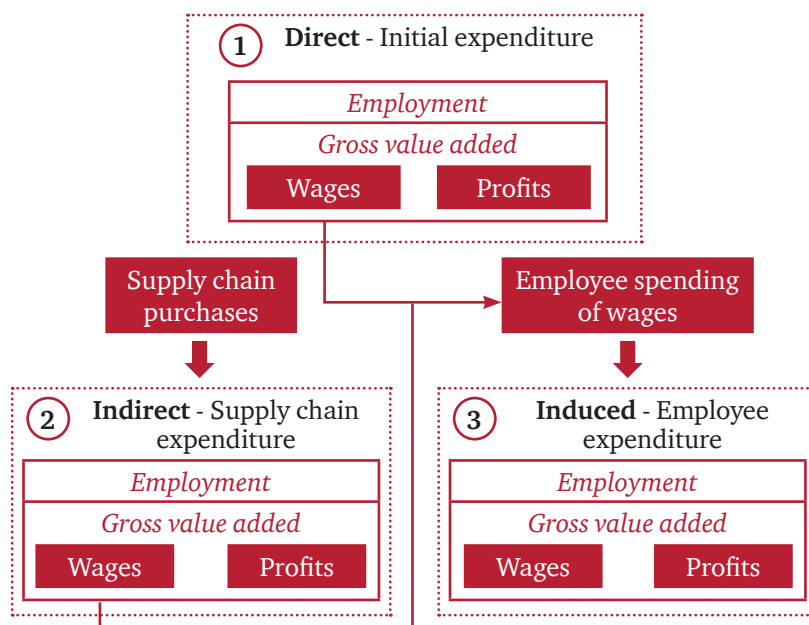 1 Direct - Initial expenditure
Employment
Gross value added
Wages Profits
Supply chain
purchases
Employee spending
of wages
2 Indirect - Supply chain
expenditure
Employment
Gross value added
Wages Profits
3 Induced - Employee
expenditure
Employment
Gross value added
Wages Profits